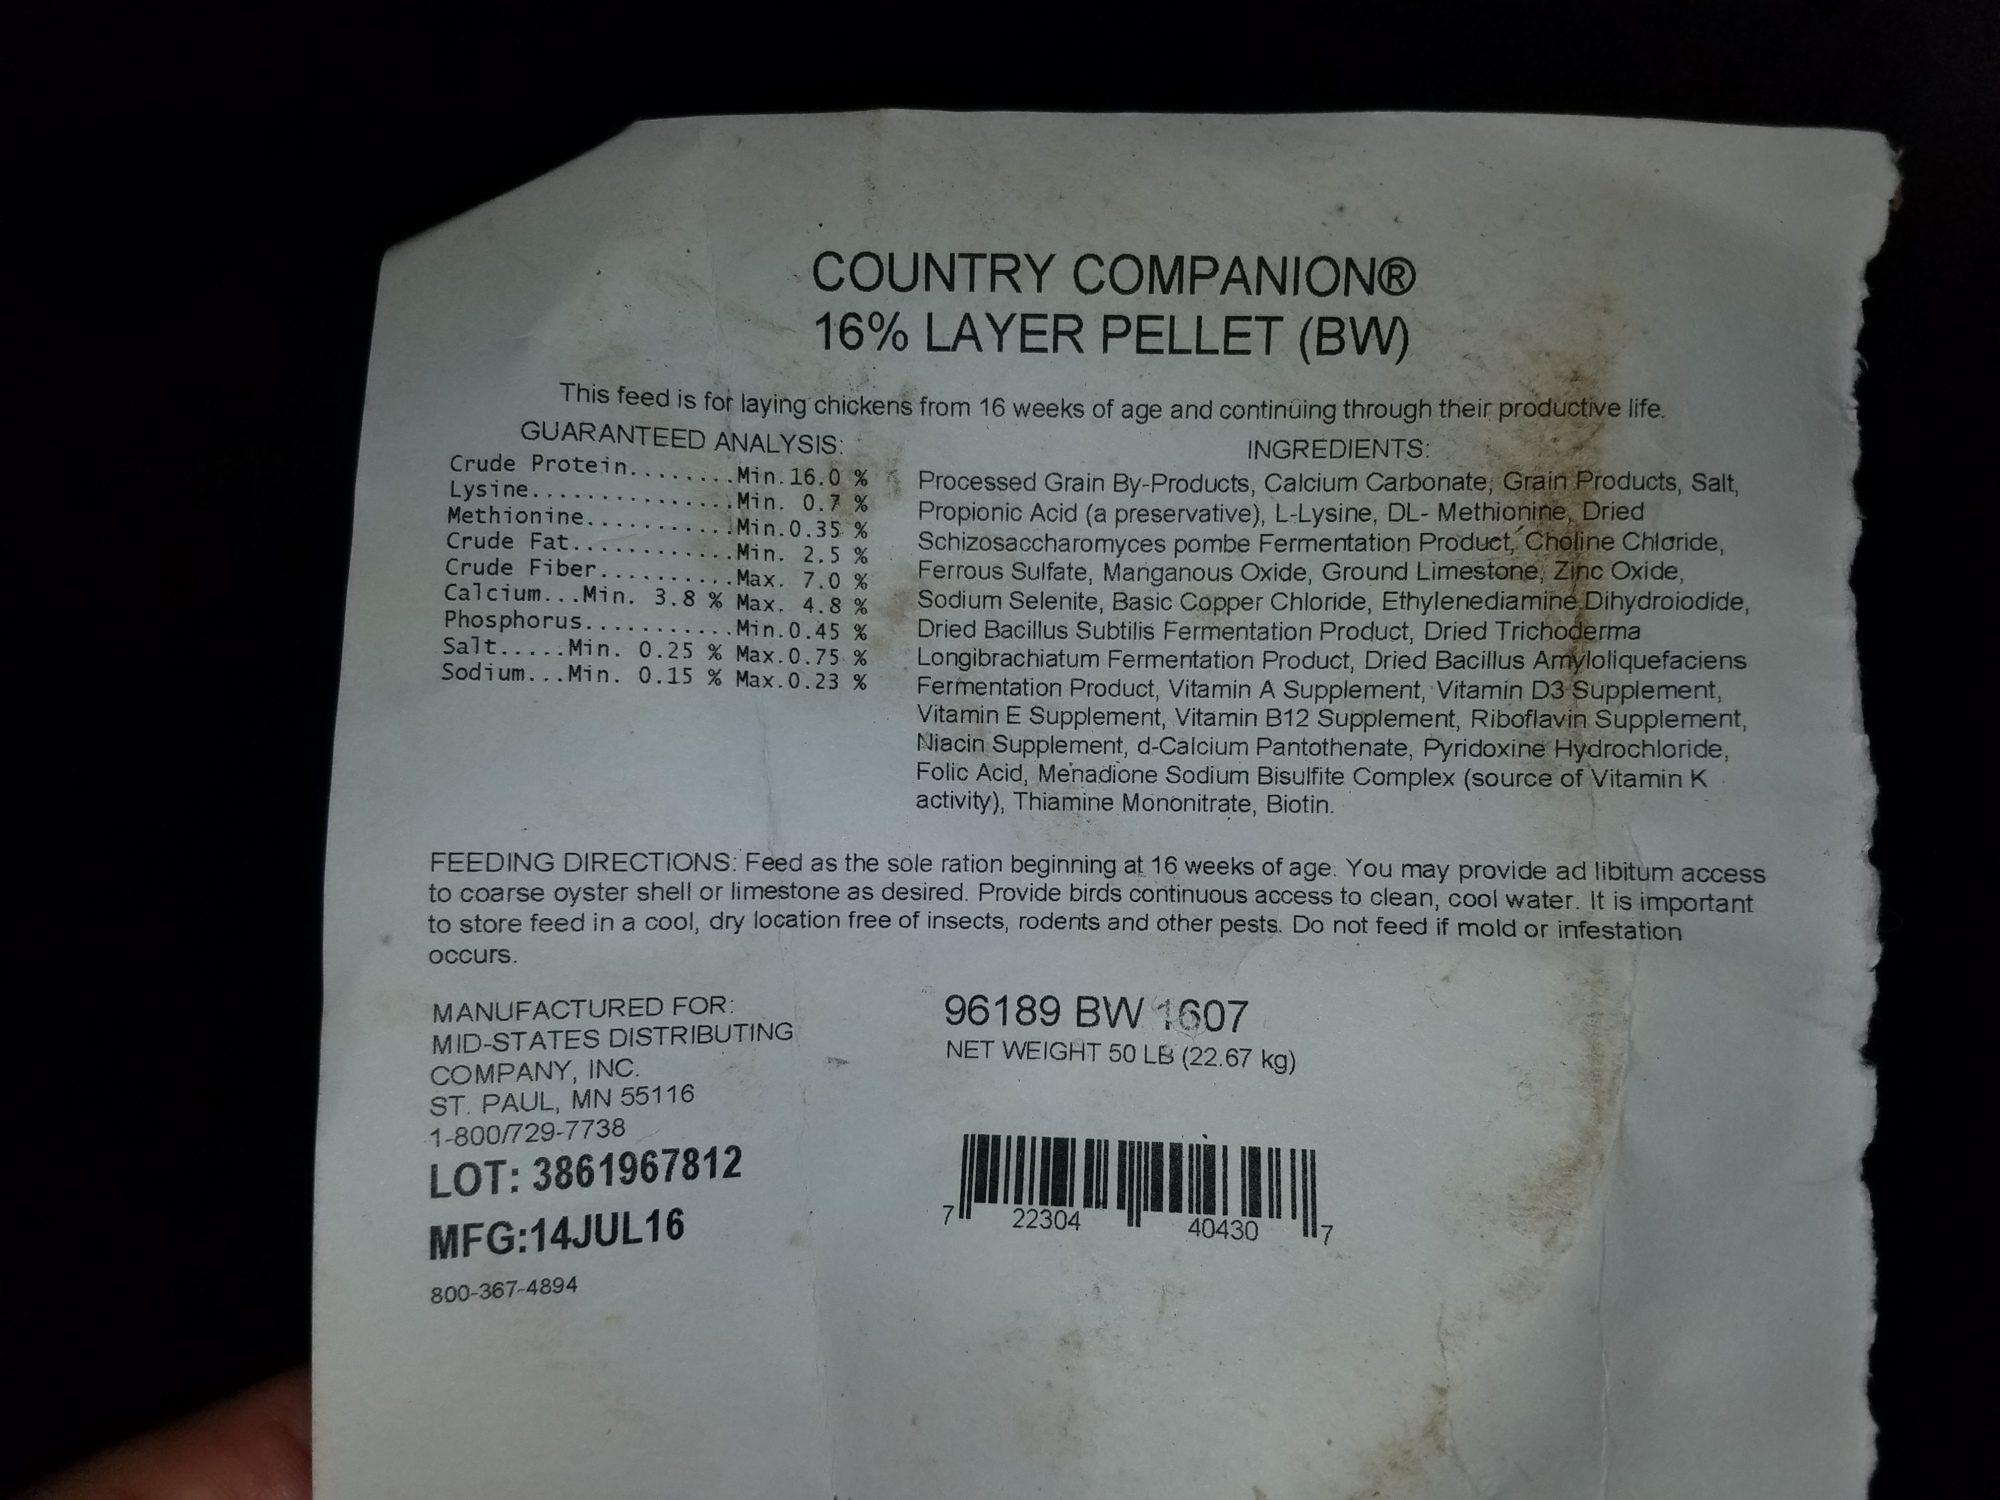 COUNTRY COMPANION®
16% LAYER PELLET (BW)
This feed is for laying chickens from 16 weeks of age and continuing through their productive life.
GUARANTEED ANALYSIS:
Crude Protein........Min.16.0 %
Lysine...............Min. 0.7 %
Methionine...........Min.0.35 %
Crude Fat............Min. 2.5 %
Crude Fiber..........Max. 7.0 %
Calcium...Min. 3.8 % Max. 4.8 %
Phosphorus...........Min.0.45 %
Salt.....Min. 0.25 % Max.0.75 %
Sodium...Min. 0.15 % Max.0.23 %
INGREDIENTS:
Processed Grain By-Products, Calcium Carbonate, Grain Products, Salt,
Propionic Acid (a preservative), L-Lysine, DL- Methionine, Dried
Schizosaccharomyces pombe Fermentation Product, Choline Chloride,
Ferrous Sulfate, Manganous Oxide, Ground Limestone, Zinc Oxide,
Sodium Selenite, Basic Copper Chloride, Ethylenediamine Dihydroiodide,
Dried Bacillus Subtilis Fermentation Product, Dried Trichoderma
Longibrachiatum Fermentation Product, Dried Bacillus Amyloliquefaciens
Fermentation Product, Vitamin A Supplement, Vitamin D3 Supplement,
Vitamin E Supplement, Vitamin B12 Supplement, Riboflavin Supplement,
Niacin Supplement, d-Calcium Pantothenate, Pyridoxine Hydrochloride,
Folic Acid, Menadione Sodium Bisulfite Complex (source of Vitamin K
activity), Thiamine Mononitrate, Biotin.
FEEDING DIRECTIONS: Feed as the sole ration beginning at 16 weeks of age. You may provide ad libitum access
to coarse oyster shell or limestone as desired. Provide birds continuous access to clean, cool water. It is important
to store feed in a cool, dry location free of insects, rodents and other pests. Do not feed if mold or infestation
occurs.
MANUFACTURED FOR:
MID-STATES DISTRIBUTING
COMPANY, INC.
ST. PAUL, MN 55116
1-800/729-7738
LOT: 3861967812
MFG:14JUL16
800-367-4894
96189 BW 1607
NET WEIGHT 50 LB (22.67 kg)
7 22304 40430 7